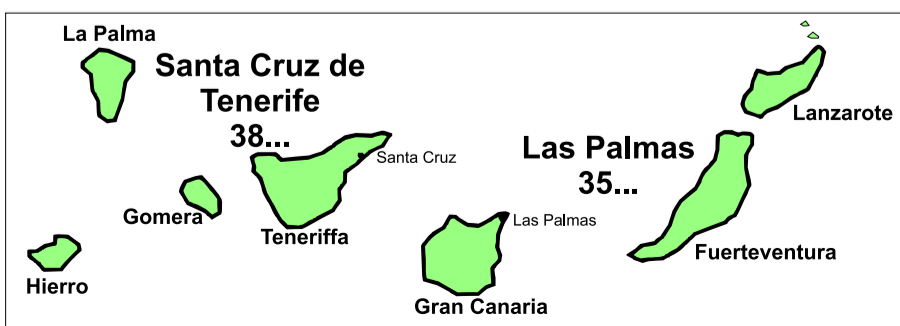 La Palma
Santa Cruz de
Tenerife
38...
Santa Cruz
Lanzarote
Las Palmas
35...
Gomera
Teneriffa
Las Palmas
Fuerteventura
Hierro
Gran Canaria